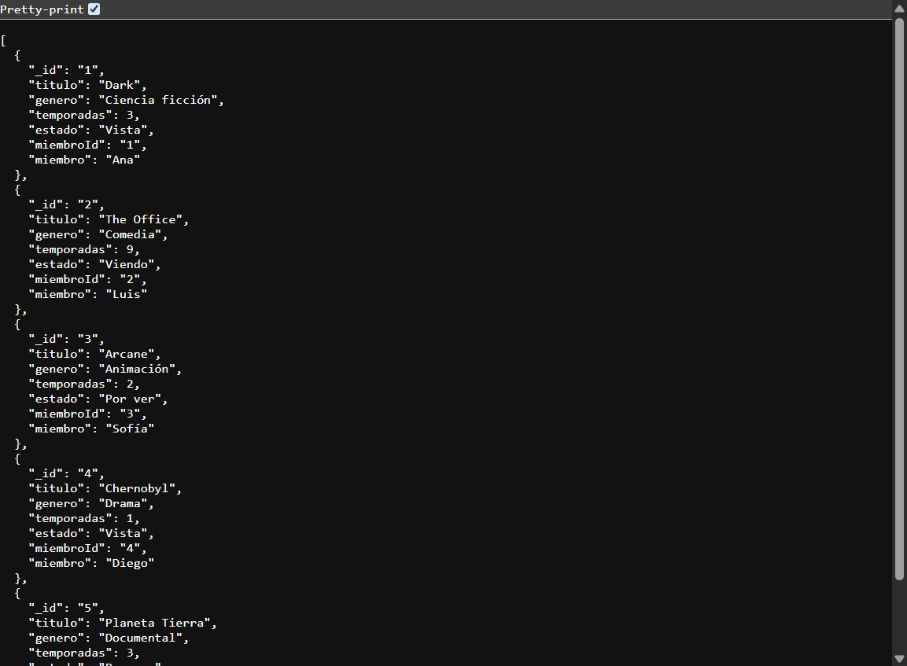 Pretty-print
[
  {
    "_id": "1",
    "titulo": "Dark",
    "genero": "Ciencia ficción",
    "temporadas": 3,
    "estado": "Vista",
    "miembroId": "1",
    "miembro": "Ana"
  },
  {
    "_id": "2",
    "titulo": "The Office",
    "genero": "Comedia",
    "temporadas": 9,
    "estado": "Viendo",
    "miembroId": "2",
    "miembro": "Luis"
  },
  {
    "_id": "3",
    "titulo": "Arcane",
    "genero": "Animación",
    "temporadas": 2,
    "estado": "Por ver",
    "miembroId": "3",
    "miembro": "Sofía"
  },
  {
    "_id": "4",
    "titulo": "Chernobyl",
    "genero": "Drama",
    "temporadas": 1,
    "estado": "Vista",
    "miembroId": "4",
    "miembro": "Diego"
  },
  {
    "_id": "5",
    "titulo": "Planeta Tierra",
    "genero": "Documental",
    "temporadas": 3,